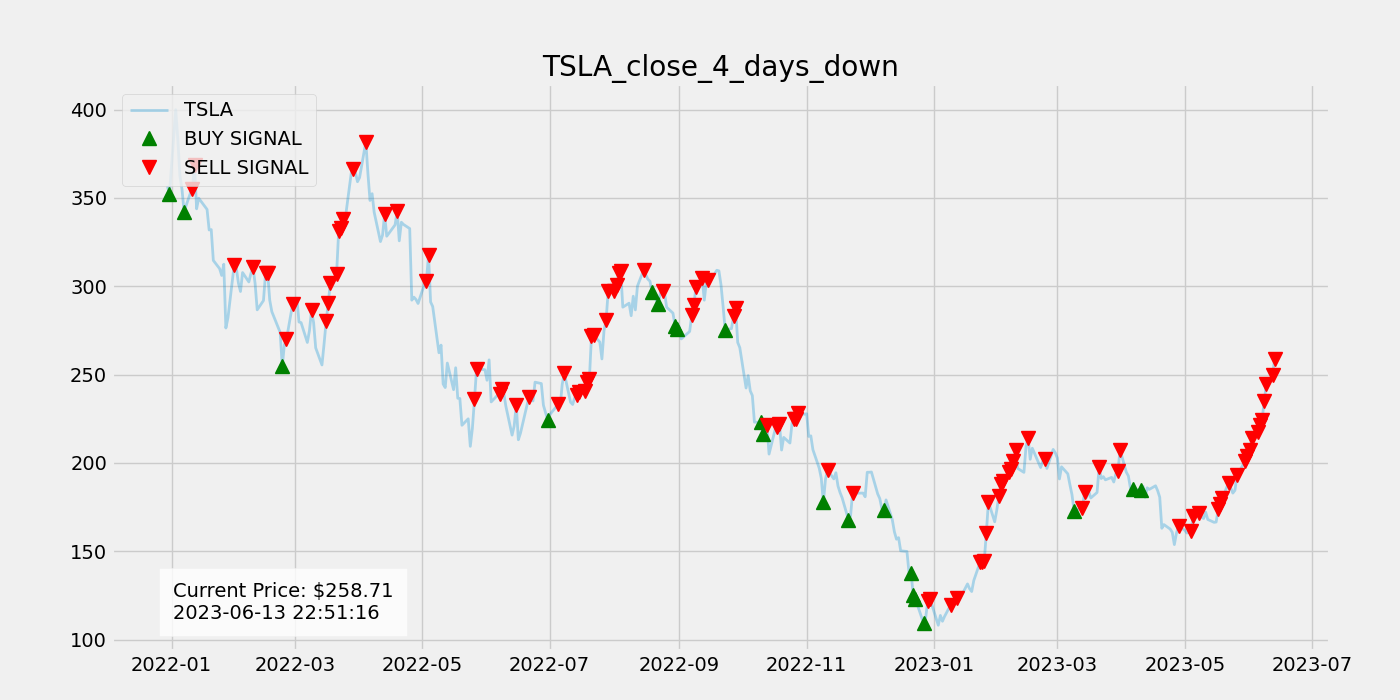 TSLA_close_4_days_down
TSLA
BUY SIGNAL
SELL SIGNAL
400
350
300
250
200
150
100
Current Price: $258.71
2023-06-13 22:51:16
2022-01 2022-03 2022-05 2022-07 2022-09 2022-11 2023-01 2023-03 2023-05 2023-07